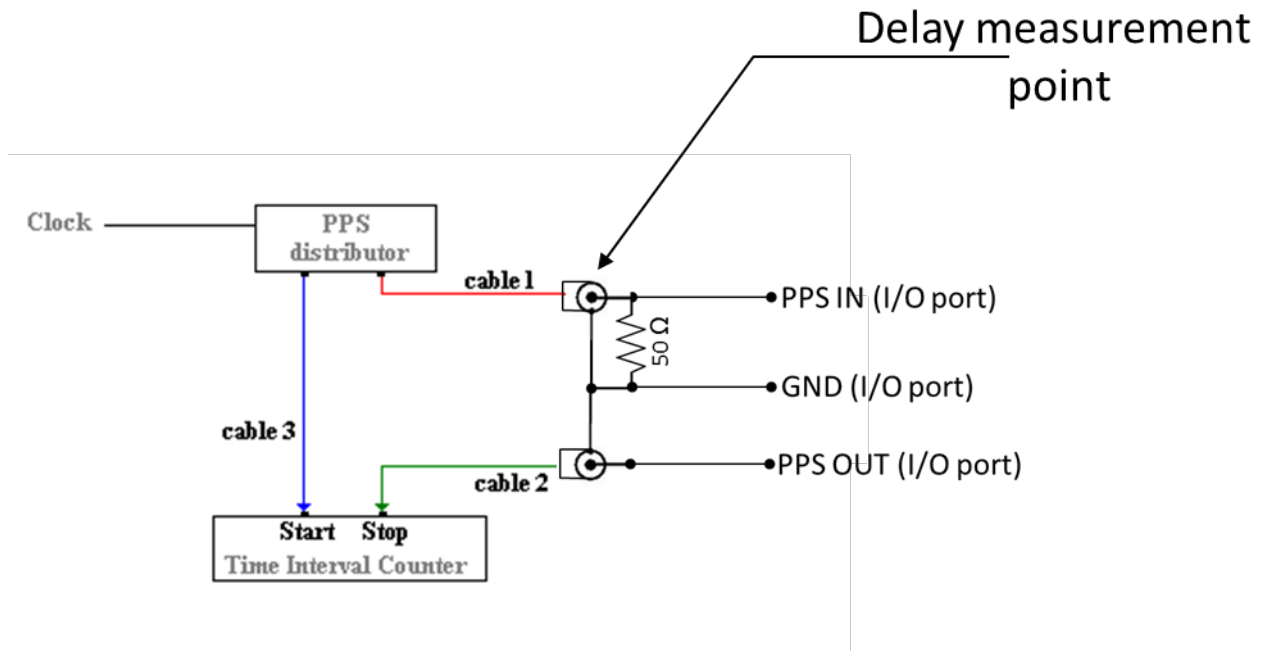 Delay measurement
point
Clock
PPS
distributor
cable 1
PPS IN (I/O port)
50 Ω
GND (I/O port)
cable 3
PPS OUT (I/O port)
cable 2
Start Stop
Time Interval Counter